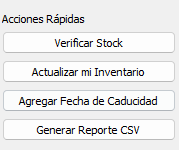 Acciones Rápidas
Verificar Stock
Actualizar mi Inventario
Agregar Fecha de Caducidad
Generar Reporte CSV